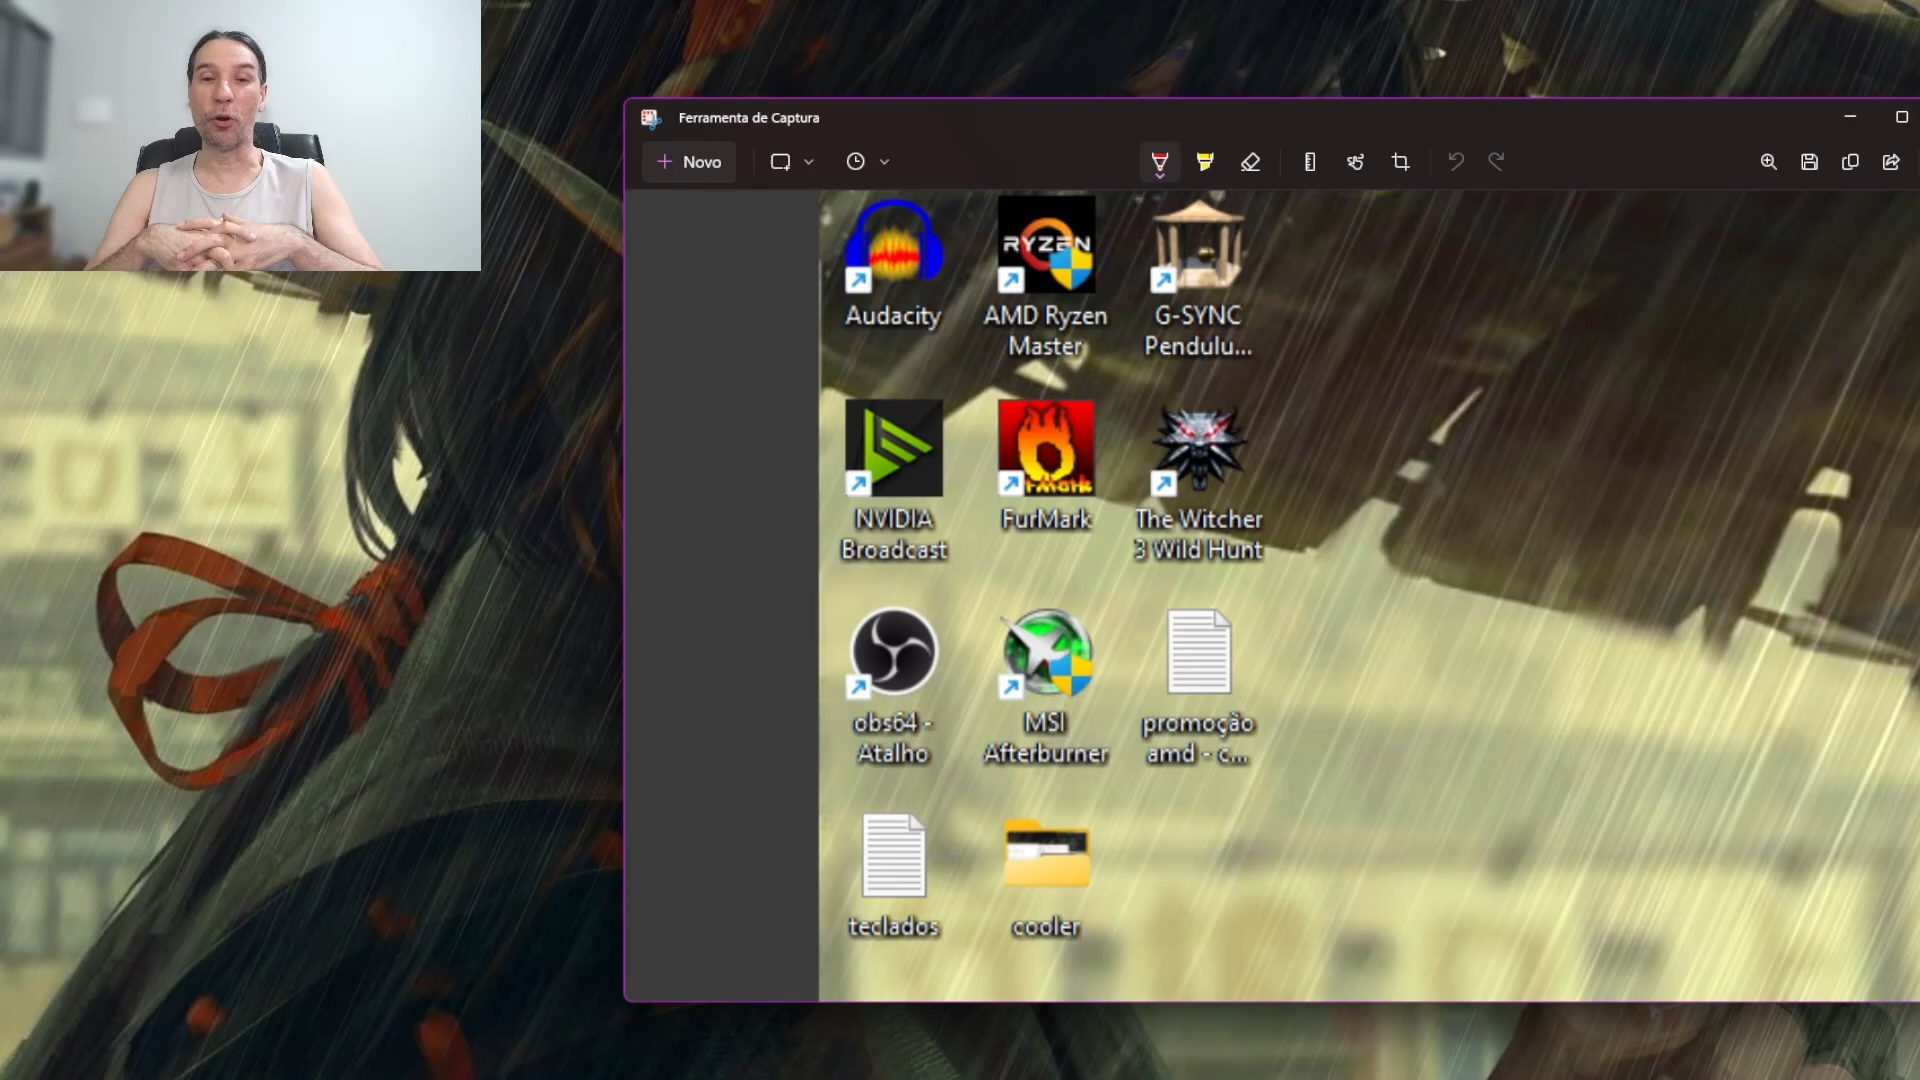 Ferramenta de Captura
Novo
RYZEN
Audacity
AMD Ryzen
Master
G-SYNC
Pendulu...
NVIDIA
Broadcast
FurMark
The Witcher
3 Wild Hunt
obs64 -
Atalho
MSI
Afterburner
promoção
amd - c...
teclados
cooler